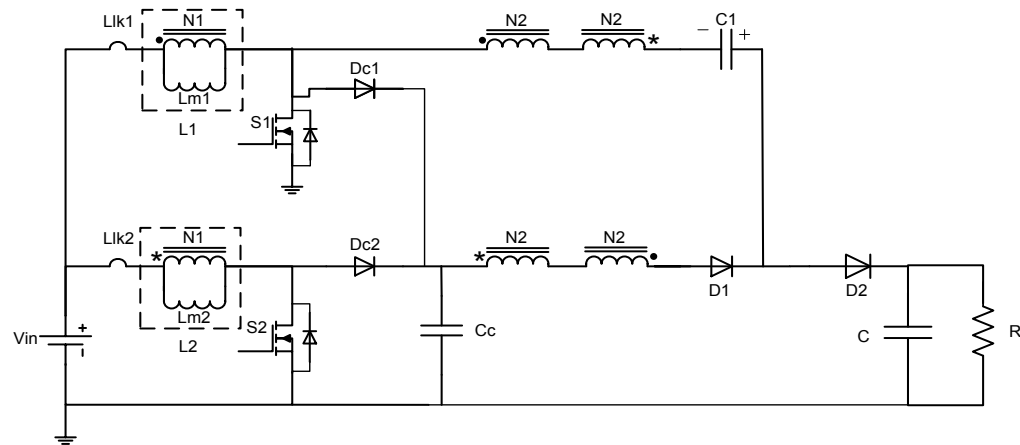 Llk1
N1
Lm1
L1
S1
Dc1
N2
N2
*
− C1 +
Llk2
N1
*
Lm2
L2
S2
Dc2
Cc
N2
*
N2
D1
D2
Vin
+
-
C
R